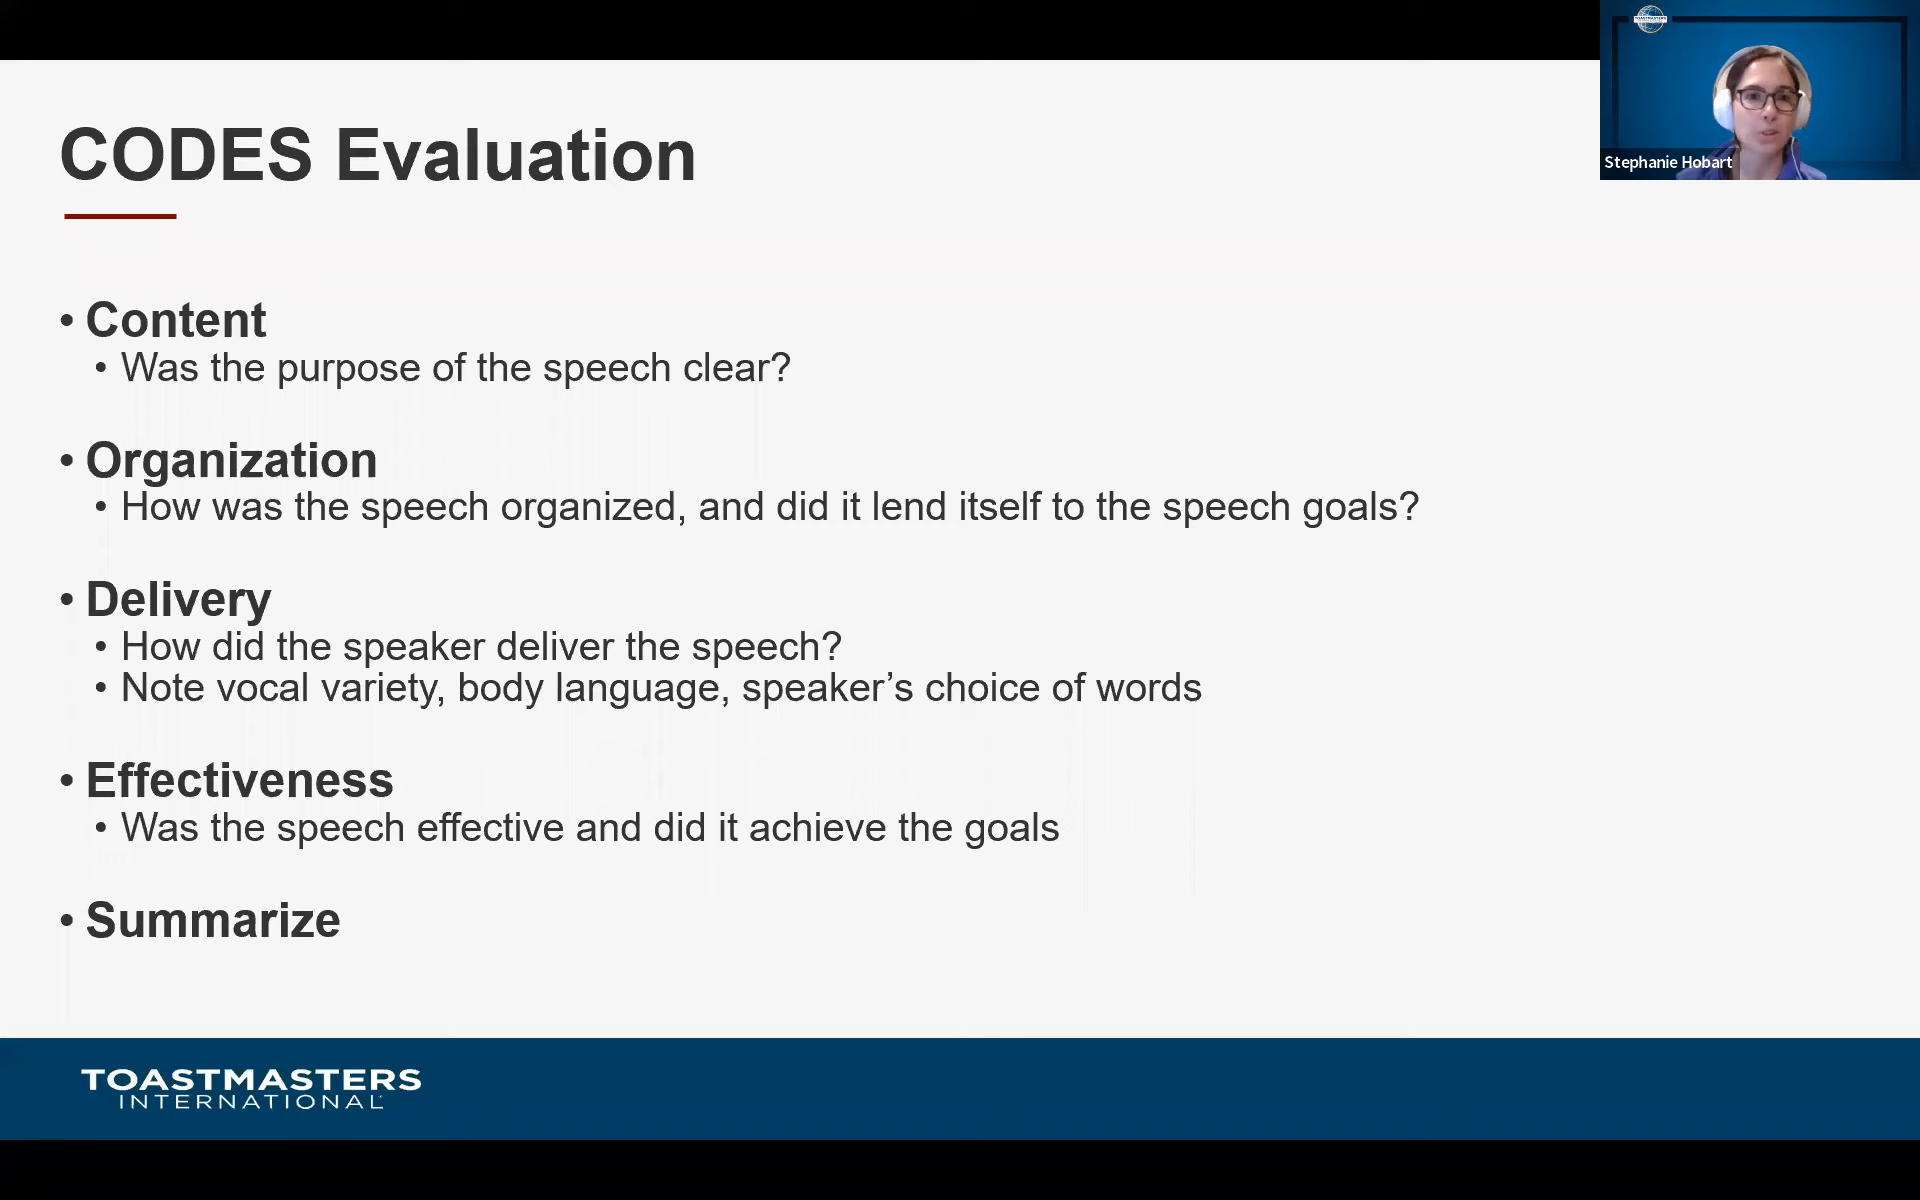 CODES Evaluation
• Content
• Was the purpose of the speech clear?
• Organization
• How was the speech organized, and did it lend itself to the speech goals?
• Delivery
• How did the speaker deliver the speech?
• Note vocal variety, body language, speaker’s choice of words
• Effectiveness
• Was the speech effective and did it achieve the goals
• Summarize
TOASTMASTERS
INTERNATIONAL
TOASTMASTERS
Stephanie Hobart